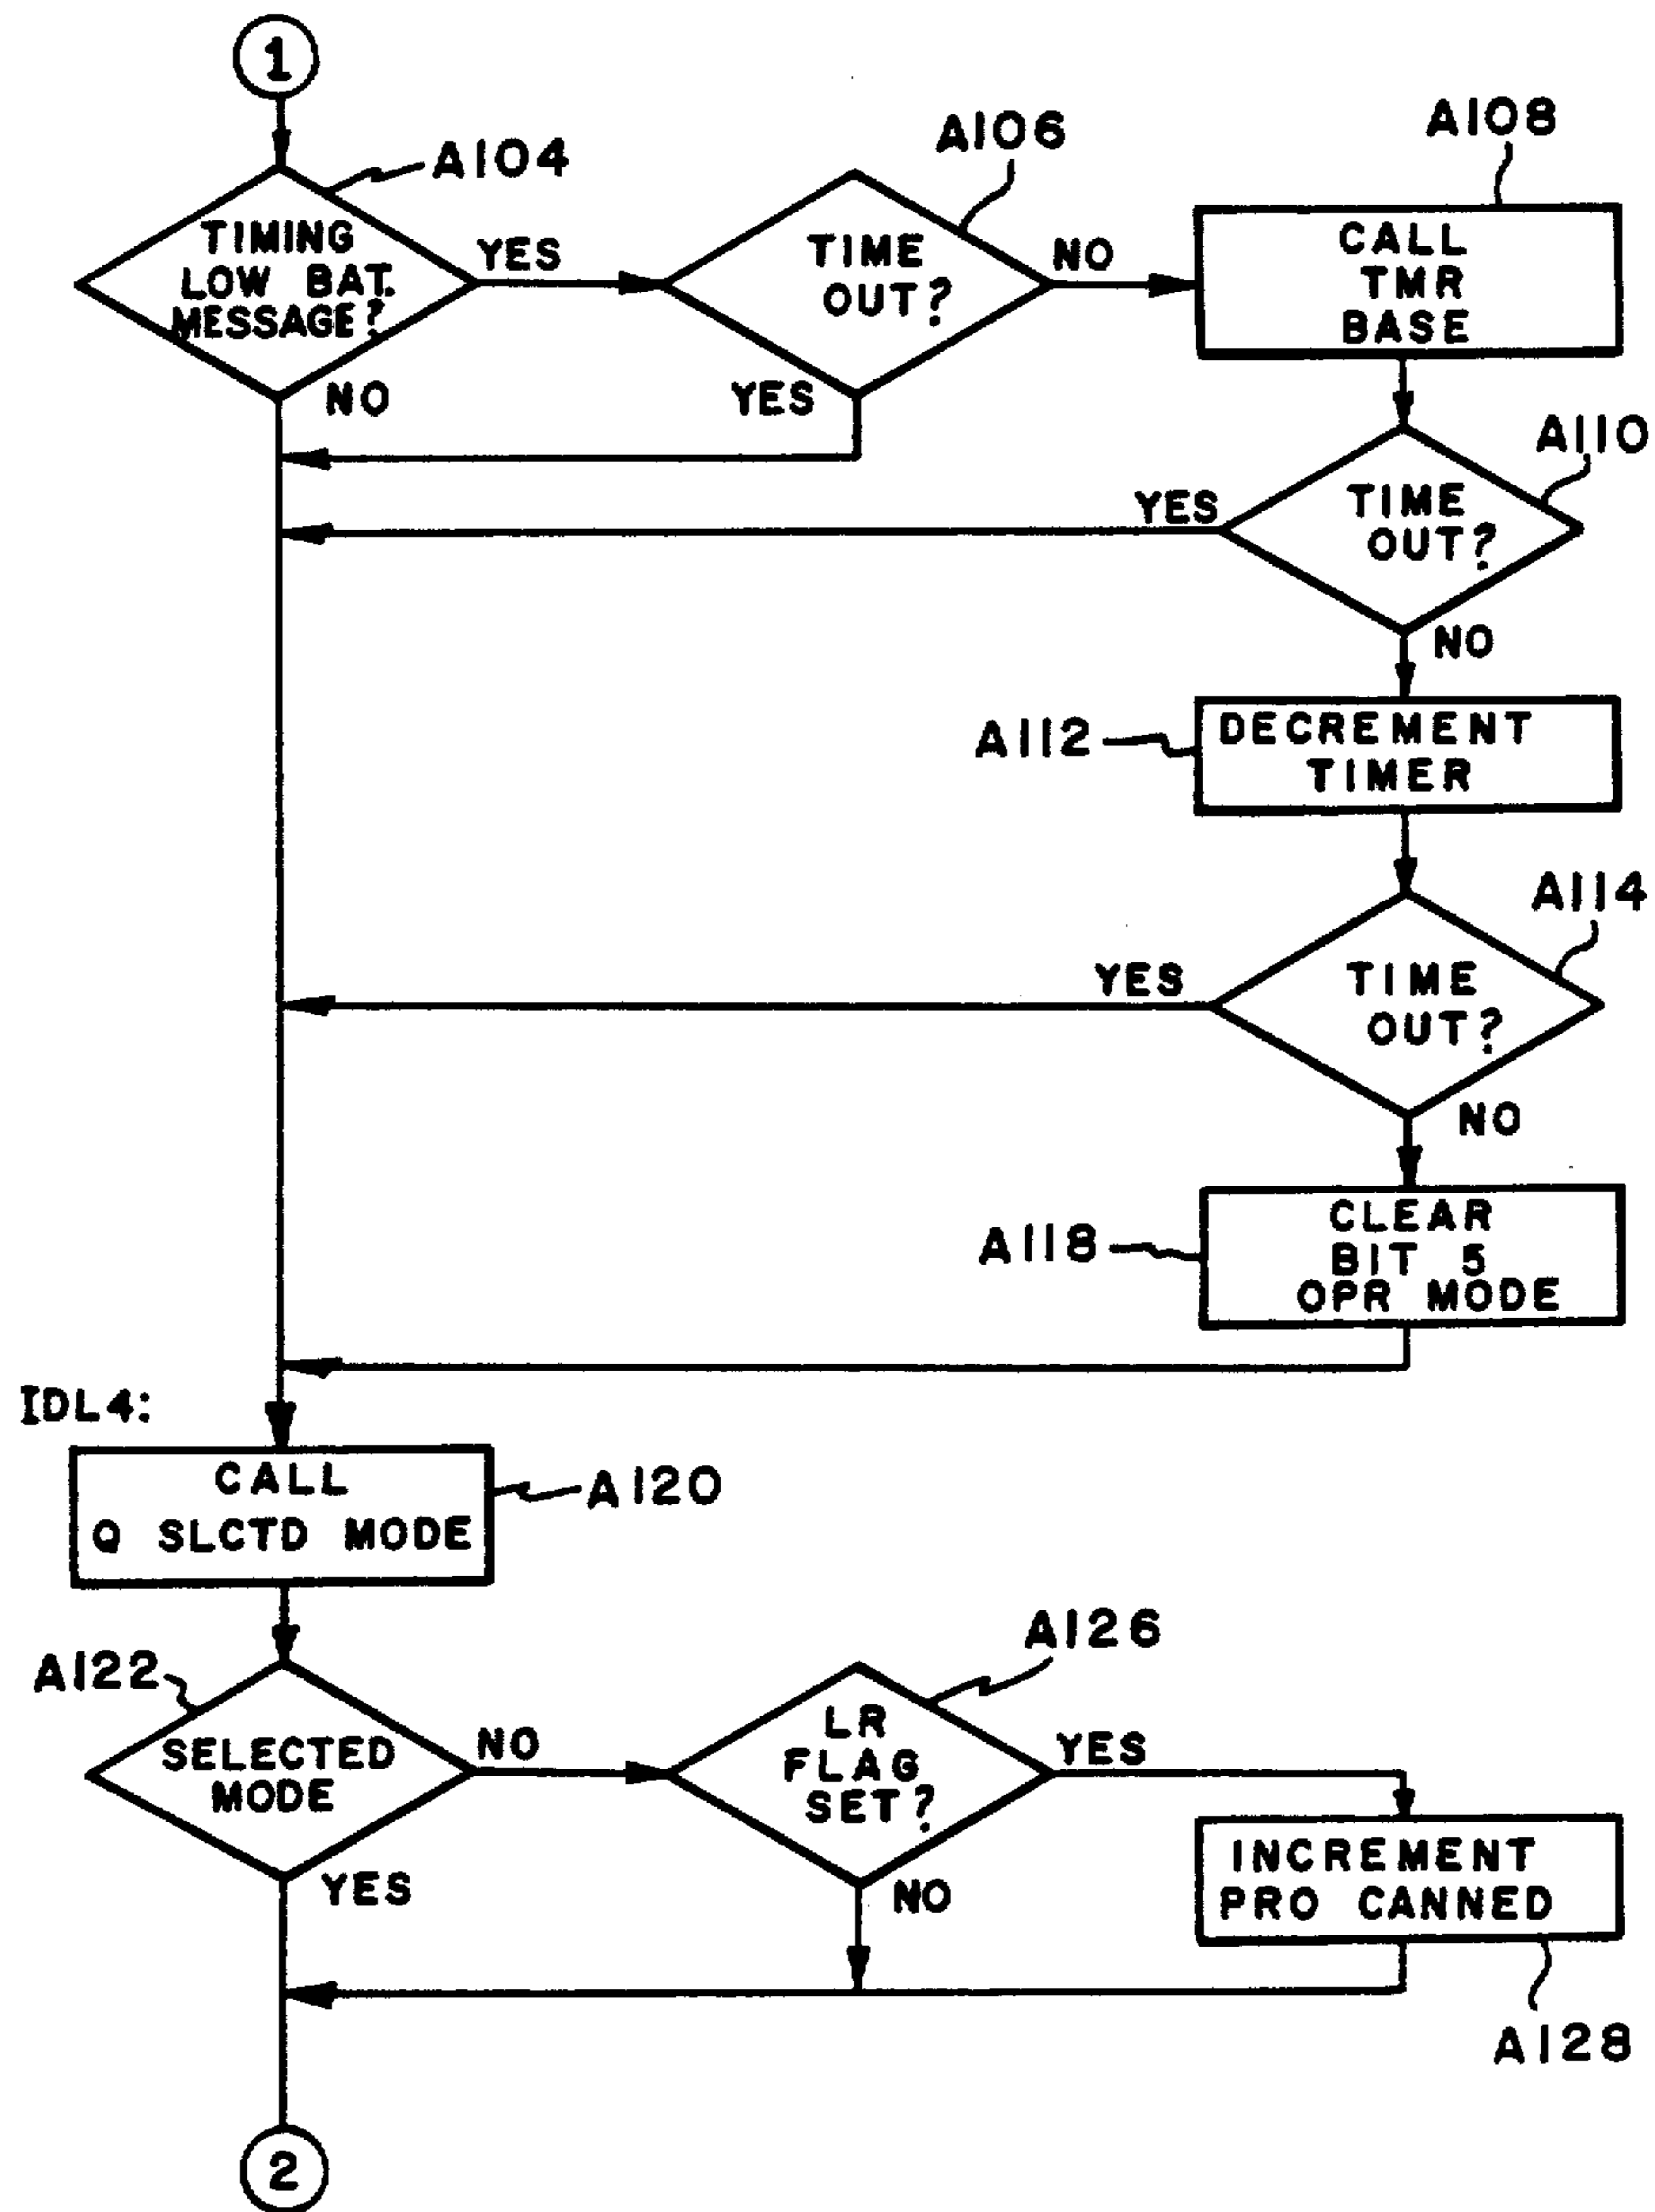 1
A104
TIMING
LOW BAT.
MESSAGE?
YES
NO
A106
TIME
OUT?
NO
YES
A108
CALL
TMR
BASE
A110
TIME
OUT?
YES
NO
A112
DECREMENT
TIMER
A114
TIME
OUT?
YES
NO
A118
CLEAR
BIT 5
OPR MODE
IDL4:
CALL
Q SLCTD MODE
A120
A122
SELECTED
MODE
NO
YES
A126
LR
FLAG
SET?
YES
NO
INCREMENT
PRO CANNED
A128
2